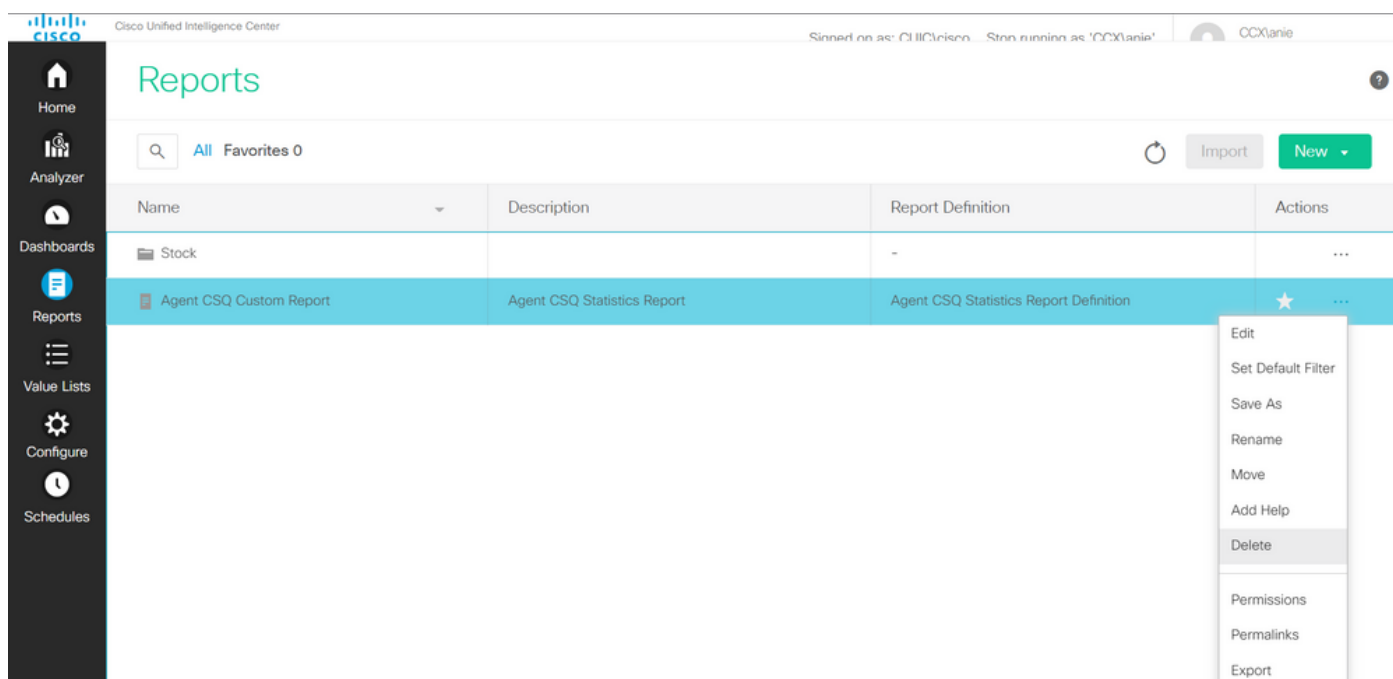 CISCO
Cisco Unified Intelligence Center
Signed on as: CUIC\cisco Stop running as 'CCX\anie'
CCX\anie
Home
Analyzer
Dashboards
Reports
Value Lists
Configure
Schedules
Reports
?
All Favorites 0
Import
New
Name Description Report Definition Actions
Stock - ...
Agent CSQ Custom Report Agent CSQ Statistics Report Agent CSQ Statistics Report Definition ...
Edit
Set Default Filter
Save As
Rename
Move
Add Help
Delete
Permissions
Permalinks
Export